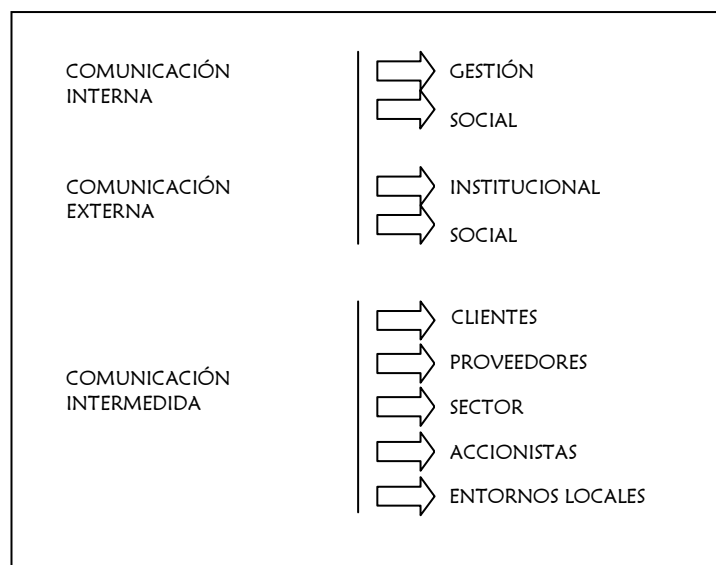 COMUNICACIÓN
INTERNA
GESTIÓN
SOCIAL
COMUNICACIÓN
EXTERNA
INSTITUCIONAL
SOCIAL
COMUNICACIÓN
INTERMEDIDA
CLIENTES
PROVEEDORES
SECTOR
ACCIONISTAS
ENTORNOS LOCALES